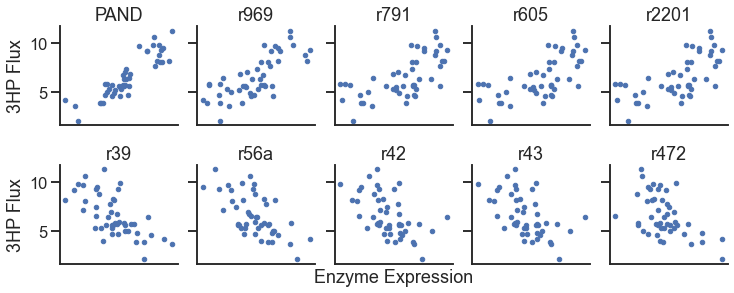 PAND r969 r791 r605 r2201
10
5
3HP Flux
r39 r56a r42 r43 r472
10
5
3HP Flux
Enzyme Expression